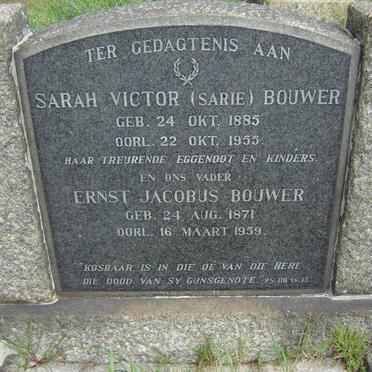 TER GEDAGTENIS AAN
SARAH VICTOR (SARIE) BOUWER
GEB. 24 OKT. 1885
OORL. 22 OKT. 1955.
HAAR TREURENDE EGGENOOT EN KINDERS.
EN ONS VADER
ERNST JACOBUS BOUWER
GEB. 24 AUG. 1871
OORL. 16 MAART 1959.
"KOSBAAR IS IN DIE OË VAN DIE HERE
DIE DOOD VAN SY GUNSGENOTE." PS. 116 VS. 15.